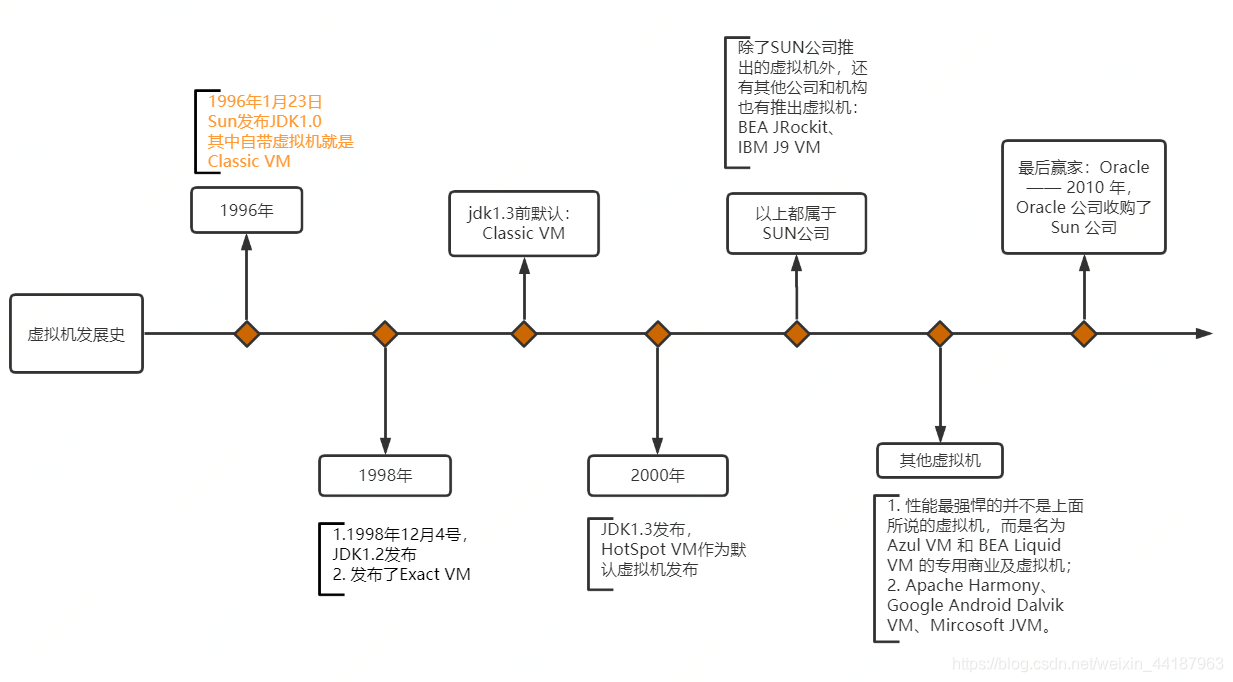 虚拟机发展史
1996年1月23日
Sun发布JDK1.0
其中自带虚拟机就是
Classic VM
1996年
1998年
1.1998年12月4号，
JDK1.2发布
2. 发布了Exact VM
jdk1.3前默认：
Classic VM
2000年
JDK1.3发布，
HotSpot VM作为默
认虚拟机发布
除了SUN公司推
出的虚拟机外，还
有其他公司和机构
也有推出虚拟机：
BEA JRockit、
IBM J9 VM
以上都属于
SUN公司
其他虚拟机
1. 性能最强悍的并不是上面
所说的虚拟机，而是名为
Azul VM 和 BEA Liquid
VM 的专用商业及虚拟机；
2. Apache Harmony、
Google Android Dalvik
VM、Mircosoft JVM。
最后赢家：Oracle
—— 2010 年，
Oracle 公司收购了
Sun 公司
https://blog.csdn.net/weixin_44187963